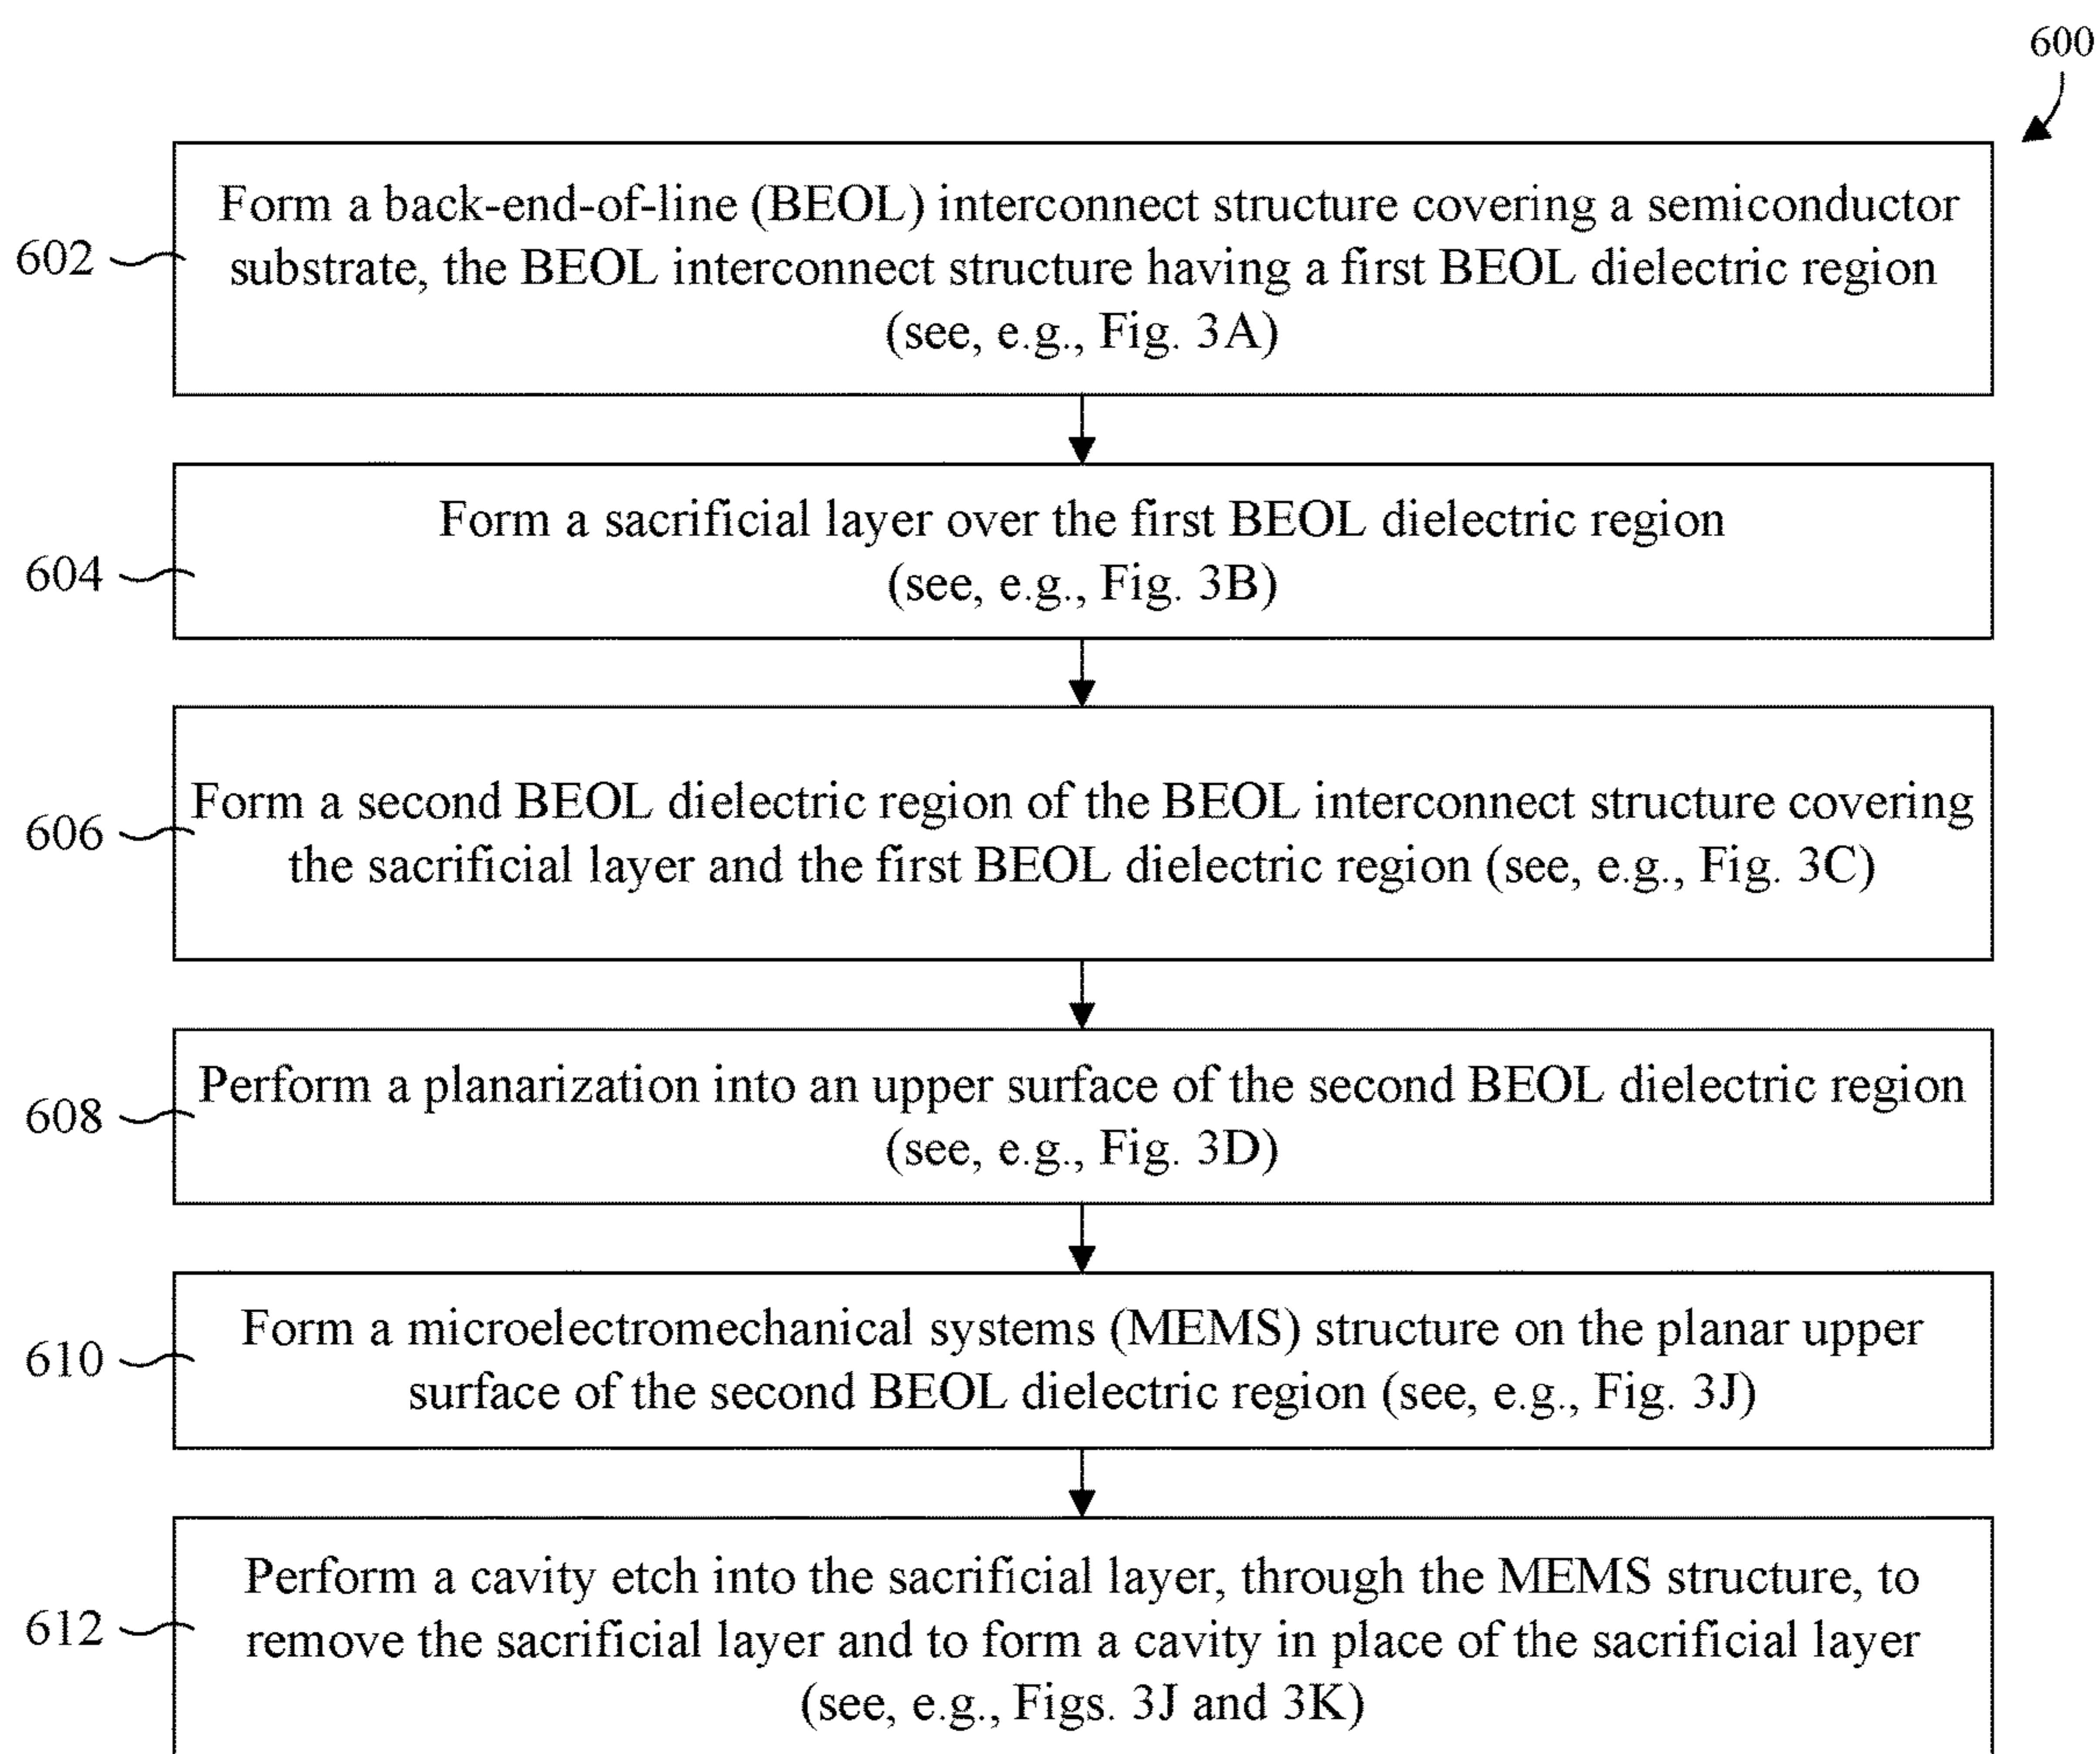 600
Form a back-end-of-line (BEOL) interconnect structure covering a semiconductor
602
substrate, the BEOL interconnect structure having a first BEOL dielectric region
(see, e.g., Fig. 3A)
Form a sacrificial layer over the first BEOL dielectric region
604
(see, e.g., Fig. 3B)
Form a second BEOL dielectric region of the BEOL interconnect structure covering
606
the sacrificial layer and the first BEOL dielectric region (see, e.g., Fig. 3C)
Perform a planarization into an upper surface of the second BEOL dielectric region
608
(see, e.g., Fig. 3D)
Form a microelectromechanical systems (MEMS) structure on the planar upper
610
surface of the second BEOL dielectric region (see, e.g., Fig. 3J)
Perform a cavity etch into the sacrificial layer, through the MEMS structure, to
612
remove the sacrificial layer and to form a cavity in place of the sacrificial layer
(see, e.g., Figs. 3J and 3K)